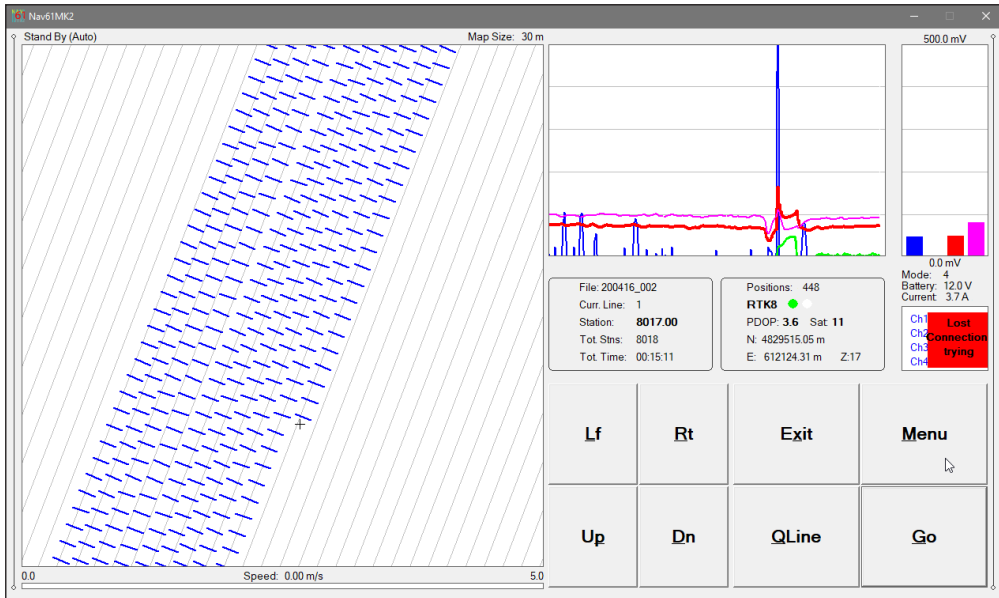 61 Nav61MK2
Stand By (Auto)
Map Size: 30 m
500.0 mV
0.0 mV
Mode: 4
Battery: 12.0 V
Current: 3.7 A
File: 200416_002
Curr. Line: 1
Station: 8017.00
Tot. Stns: 8018
Tot. Time: 00:15:11
Positions: 448
RTK8
PDOP: 3.6 Sat: 11
N: 4829515.05 m
E: 612124.31 m Z:17
Ch1
Ch2
Ch3
Ch4
Lost
Connection
trying
Lf
Rt
Exit
Menu
Up
Dn
QLine
Go
0.0
Speed: 0.00 m/s
5.0